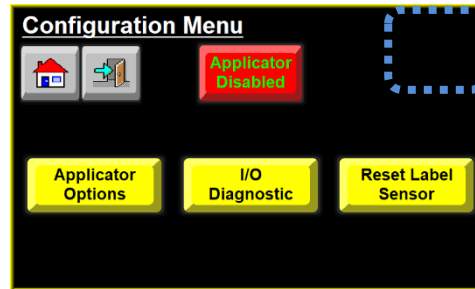 Configuration Menu
Applicator
Disabled
Applicator
Options
I/O
Diagnostic
Reset Label
Sensor